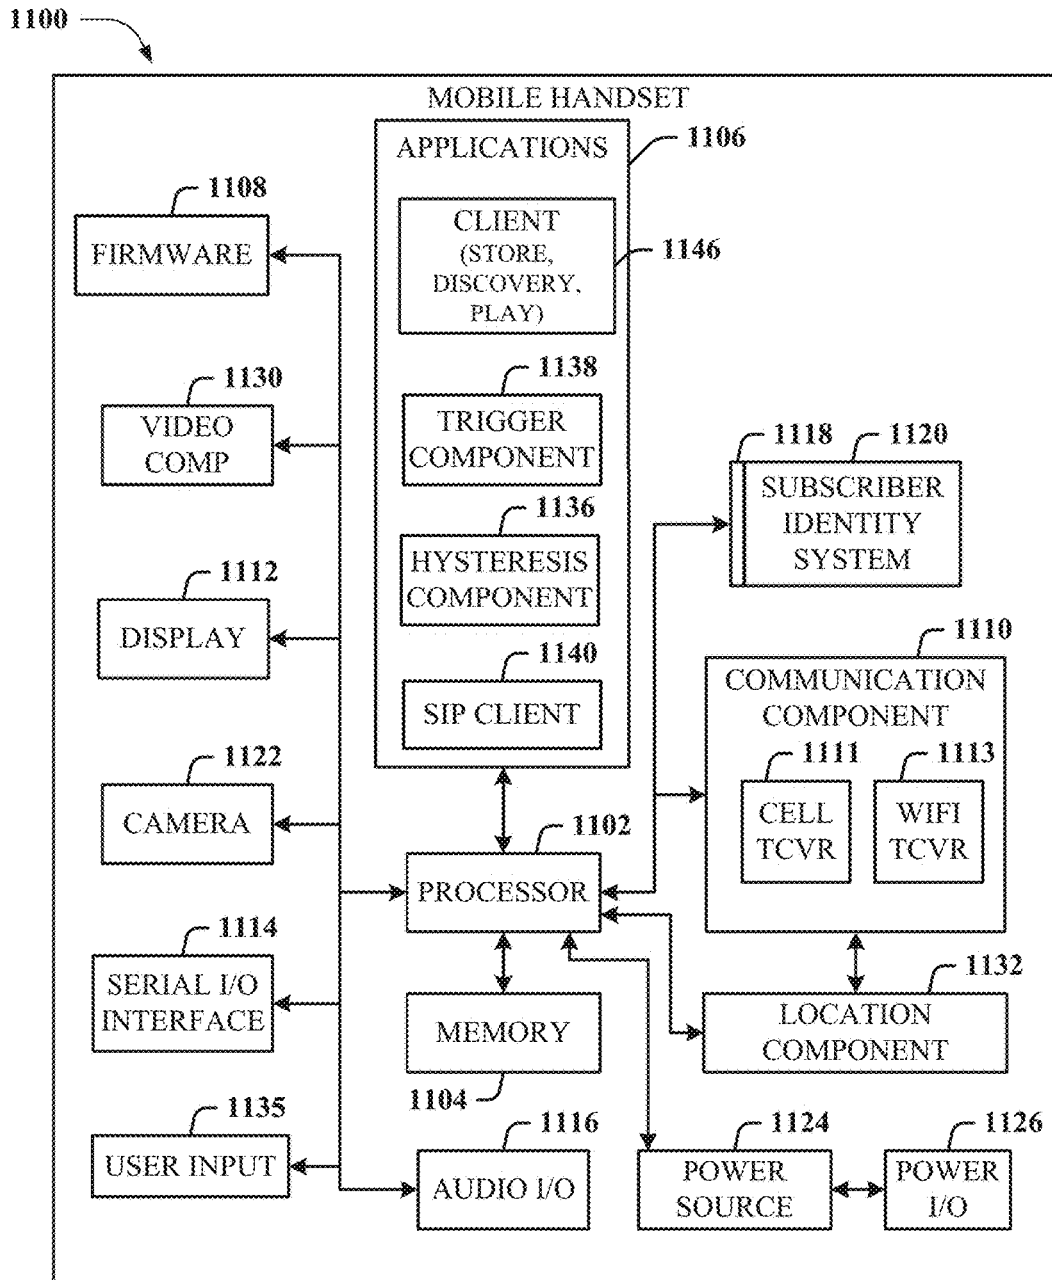 1100
MOBILE HANDSET
APPLICATIONS
1106
CLIENT
(STORE,
DISCOVERY,
PLAY)
1146
1138
TRIGGER
COMPONENT
1136
HYSTERESIS
COMPONENT
1140
SIP CLIENT
1108
FIRMWARE
1130
VIDEO
COMP
1112
DISPLAY
1122
CAMERA
1114
SERIAL I/O
INTERFACE
1135
USER INPUT
1102
PROCESSOR
MEMORY
1104
1116
AUDIO I/O
1118
1120
SUBSCRIBER
IDENTITY
SYSTEM
1110
COMMUNICATION
COMPONENT
1111
CELL
TCVR
1113
WIFI
TCVR
1132
LOCATION
COMPONENT
1124
POWER
SOURCE
1126
POWER
I/O